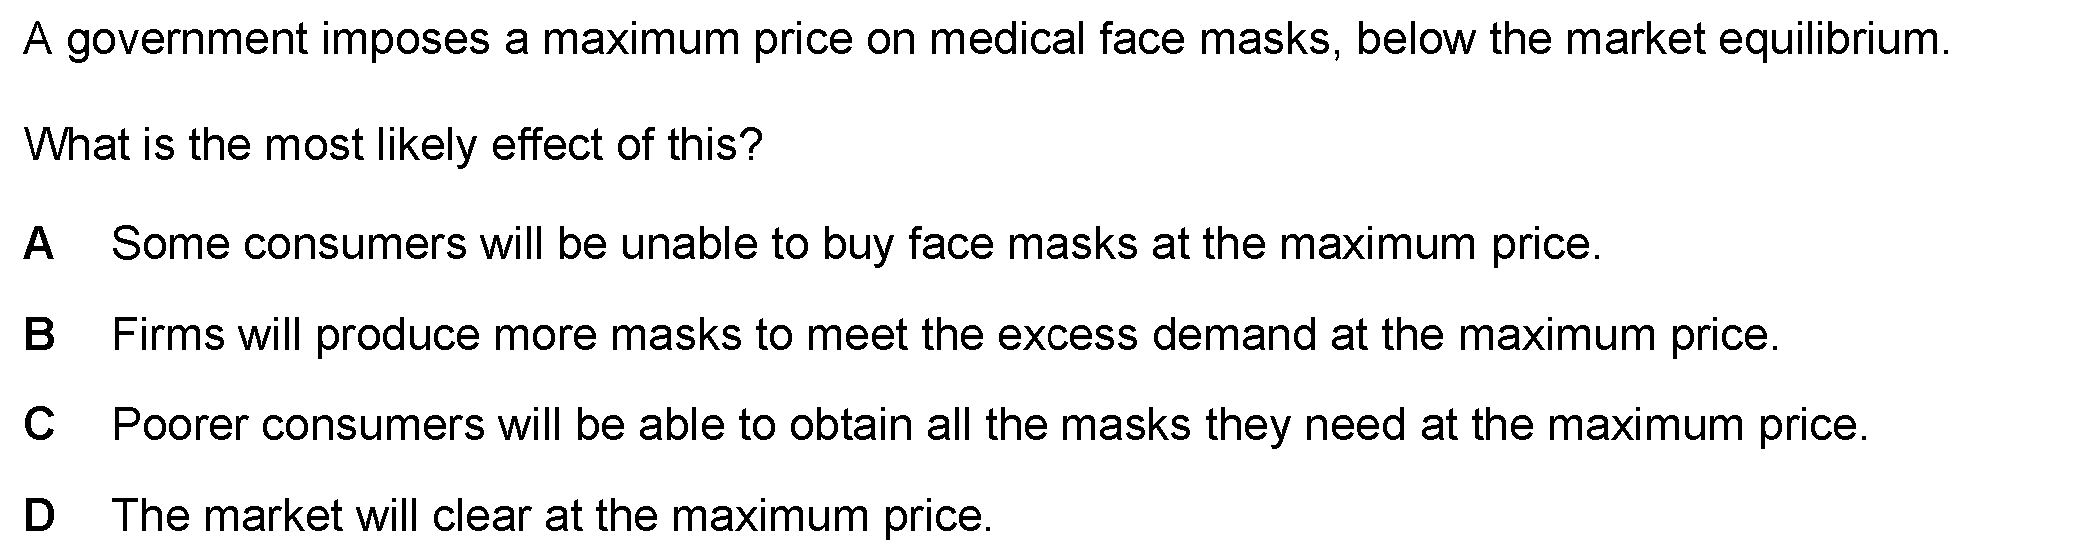 A government imposes a maximum price on medical face masks, below the market equilibrium.
What is the most likely effect of this?
A Some consumers will be unable to buy face masks at the maximum price.
B Firms will produce more masks to meet the excess demand at the maximum price.
C Poorer consumers will be able to obtain all the masks they need at the maximum price.
D The market will clear at the maximum price.